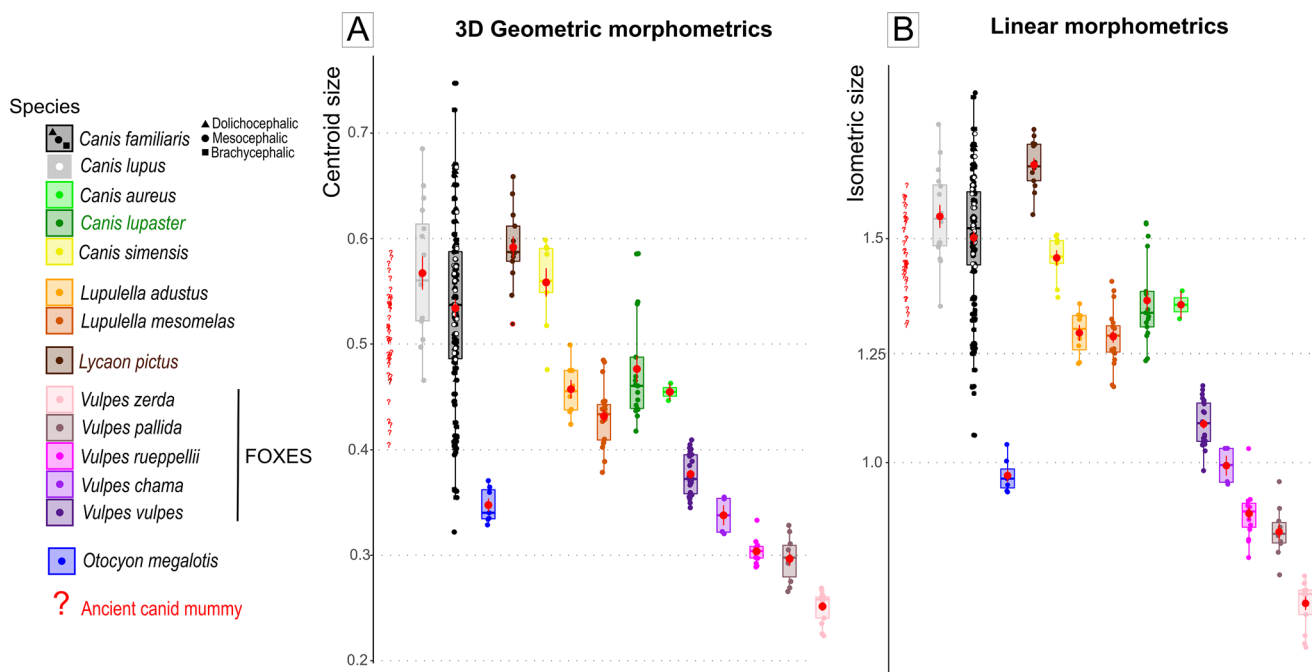 A
3D Geometric morphometrics
B
Linear morphometrics
Species
Canis familiaris
Dolichocephalic
Mesocephalic
Brachycephalic
Canis lupus
Canis aureus
Canis lupaster
Canis simensis
Lupulella adustus
Lupulella mesomelas
Lycaon pictus
Vulpes zerda
Vulpes pallida
Vulpes rueppellii
Vulpes chama
Vulpes vulpes
FOXES
Otocyon megalotis
? Ancient canid mummy
Centroid size
0.7
0.6
0.5
0.4
0.3
0.2
Isometric size
1.5
1.25
1.0